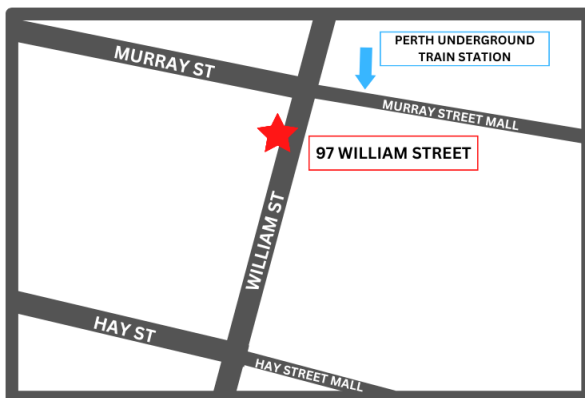 PERTH UNDERGROUND
TRAIN STATION
MURRAY ST
MURRAY STREET MALL
97 WILLIAM STREET
WILLIAM ST
HAY ST
HAY STREET MALL